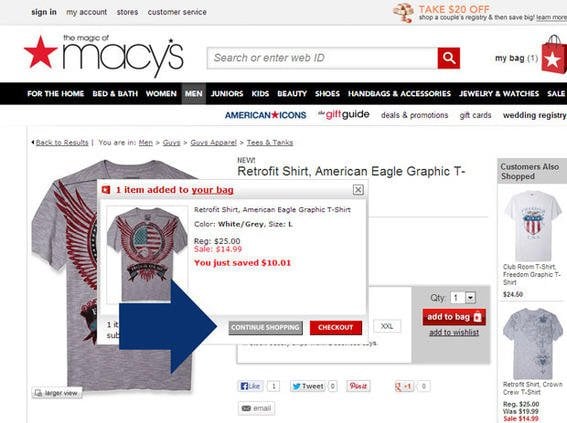 sign in my account stores customer service
TAKE $20 OFF
shop a couple's registry & then save big! learn more
the magic of
macy's
Search or enter web ID
my bag (1)
FOR THE HOME BED & BATH WOMEN MEN JUNIORS KIDS BEAUTY SHOES HANDBAGS & ACCESSORIES JEWELRY & WATCHES SALE
AMERICAN★ICONS the gift guide deals & promotions gift cards wedding registry
Back to Results | You are in: Men > Guys > Guys Apparel > Tees & Tanks
NEW!
Retrofit Shirt, American Eagle Graphic T-
1 item added to your bag
Retrofit Shirt, American Eagle Graphic T-Shirt
Color: White/Grey, Size: L
Reg: $25.00
Sale: $14.99
You just saved $10.01
CONTINUE SHOPPING
CHECKOUT
1
sub
XXL
Qty: 1
add to bag
add to wishlist
larger view
Like 1
Tweet 0
Pin it
+1 0
email
Customers Also
Shopped
Club Room T-Shirt,
Freedom Graphic T-
Shirt
$24.50
Retrofit Shirt, Crown
Crew T-Shirt
Reg. $25.00
Was $19.99
Sale $14.99